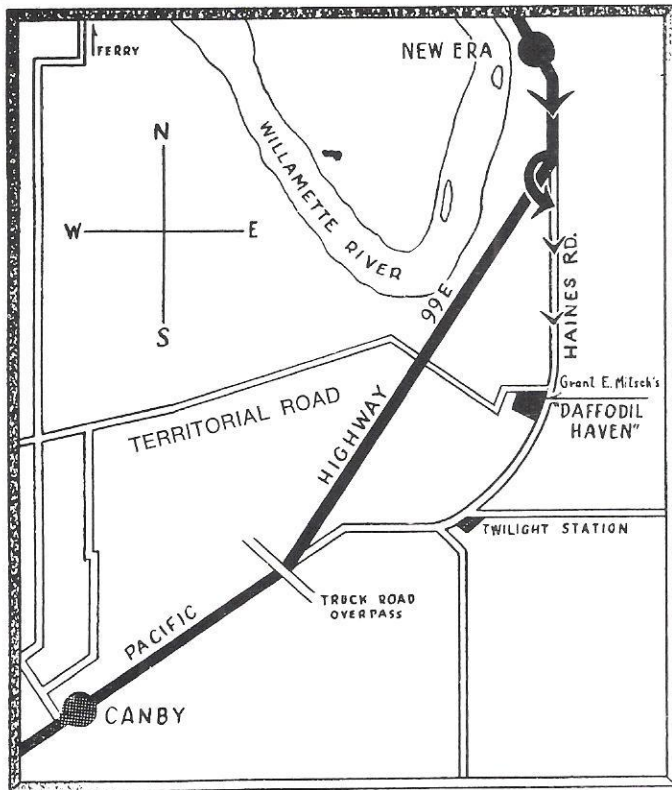 FERRY
NEW ERA
N
W E
S
WILLAMETTE RIVER
99E
HAINES RD.
Grant E. Mitsch's
"DAFFODIL
HAVEN"
TERRITORIAL ROAD
HIGHWAY
TWILIGHT STATION
TRUCK ROAD
OVERPASS
PACIFIC
CANBY